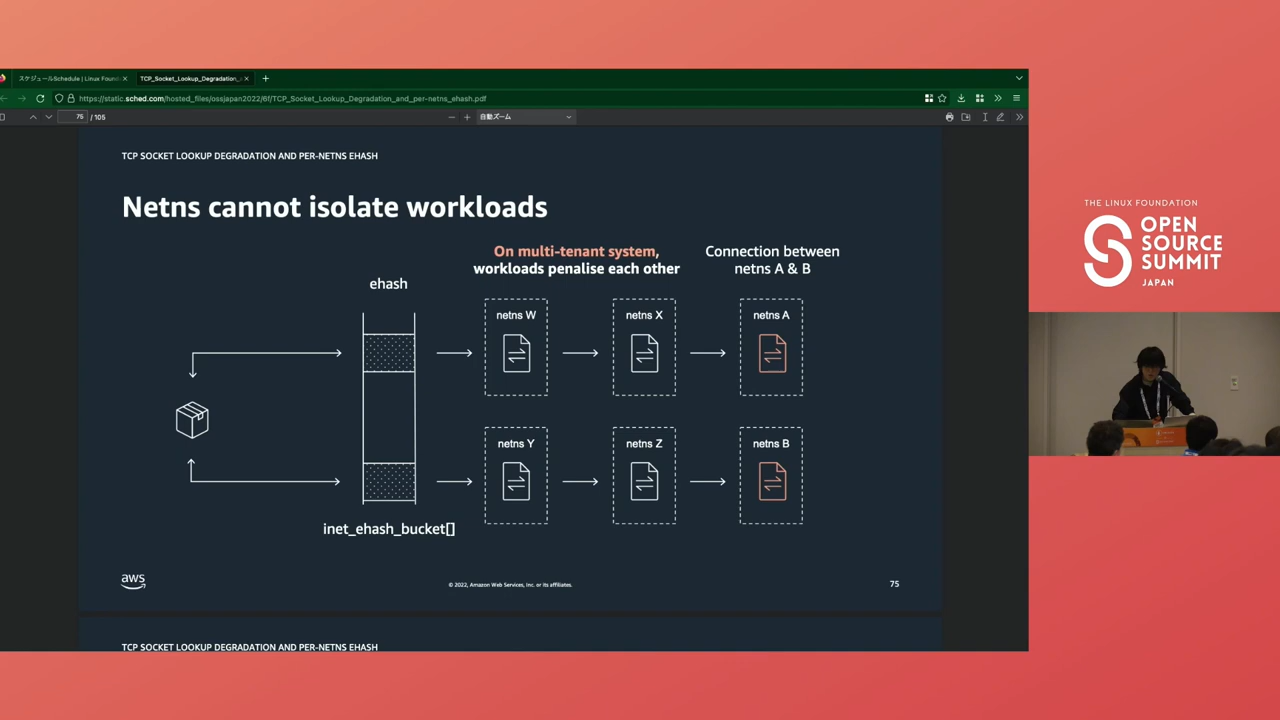 スケジュールSchedule | Linux Found
TCP_Socket_Lookup_Degradation_
https://static.sched.com/hosted_files/ossjapan2022/6f/TCP_Socket_Lookup_Degradation_and_per-netns_ehash.pdf
75 / 105
自動ズーム
TCP SOCKET LOOKUP DEGRADATION AND PER-NETNS EHASH
Netns cannot isolate workloads
On multi-tenant system,
workloads penalise each other
Connection between
netns A & B
ehash
netns W
netns X
netns A
netns Y
netns Z
netns B
inet_ehash_bucket[]
aws
© 2022, Amazon Web Services, Inc. or its affiliates.
75
TCP SOCKET LOOKUP DEGRADATION AND PER-NETNS EHASH
THE LINUX FOUNDATION
OPEN
SOURCE
SUMMIT
JAPAN